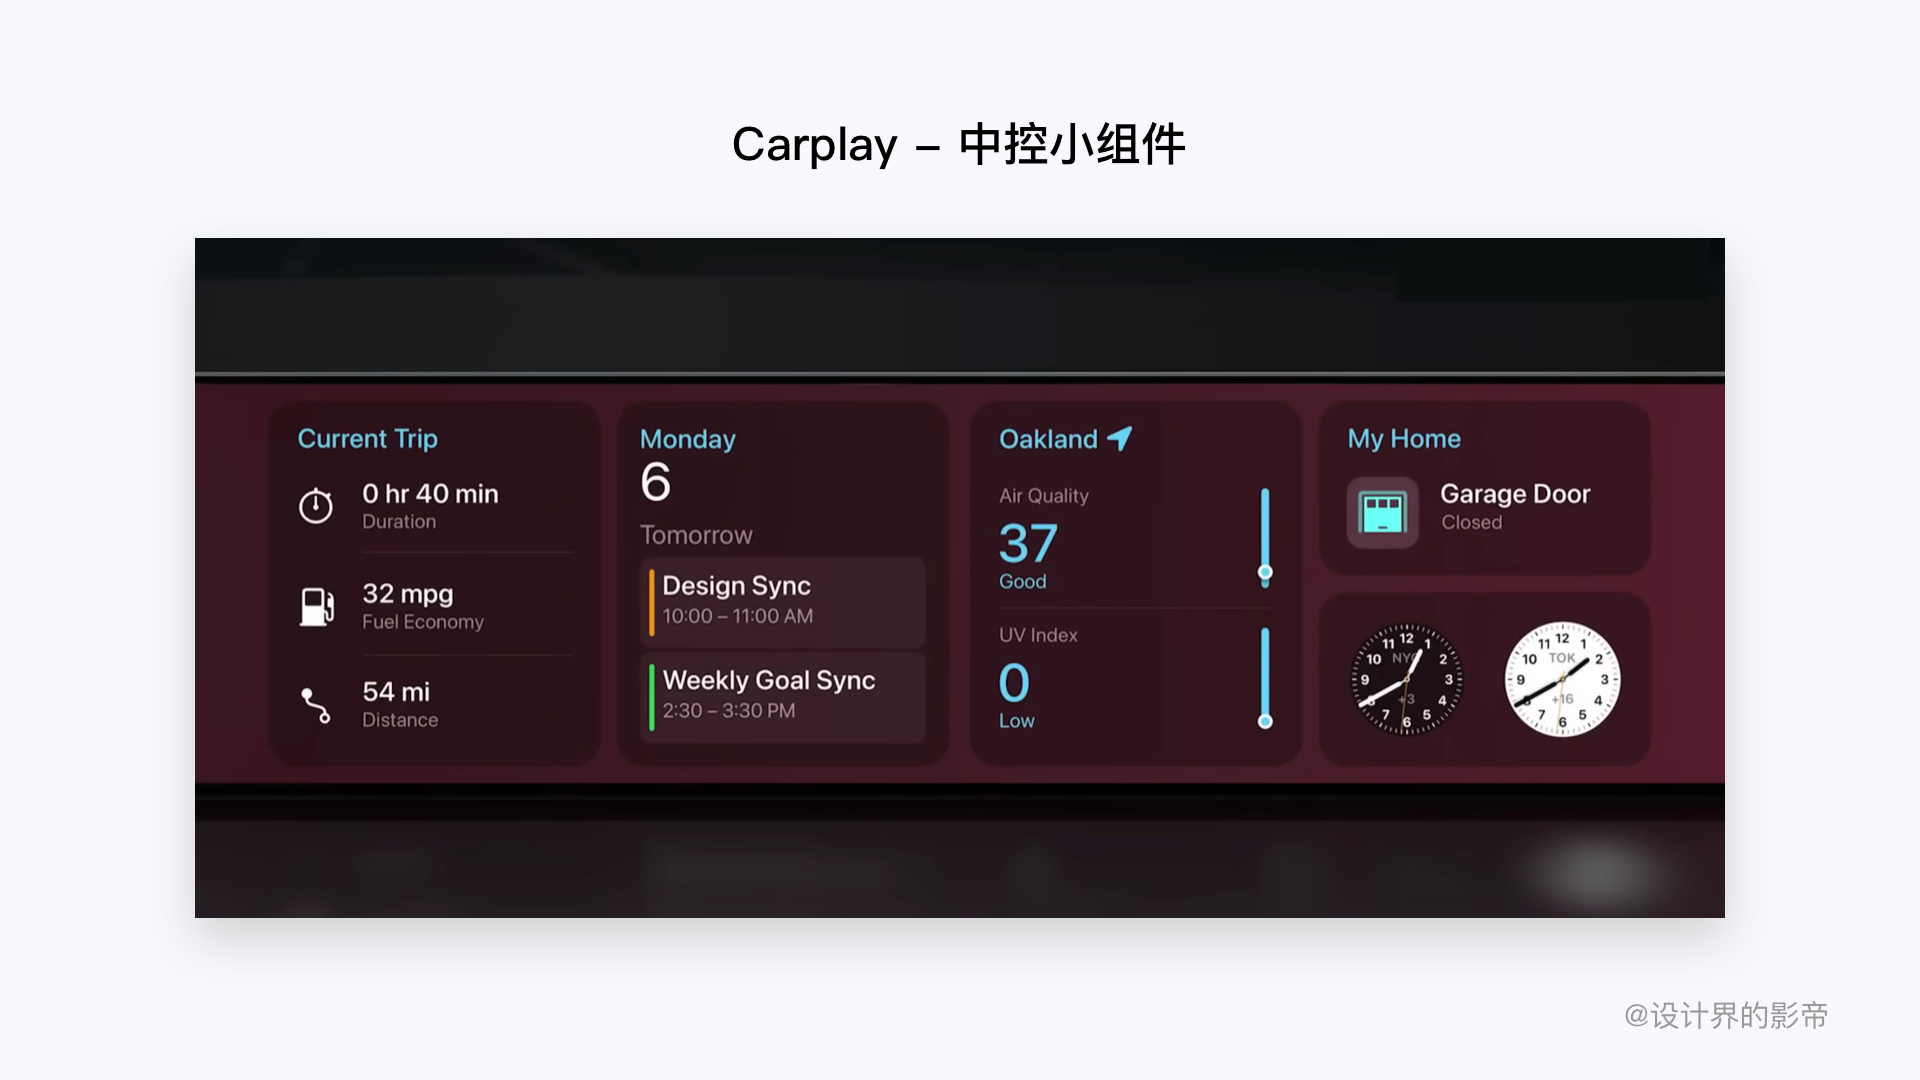 Carplay – 中控小组件
Current Trip
0 hr 40 min
Duration
32 mpg
Fuel Economy
54 mi
Distance
Monday
6
Tomorrow
Design Sync
10:00 – 11:00 AM
Weekly Goal Sync
2:30 – 3:30 PM
Oakland
Air Quality
37
Good
UV Index
0
Low
My Home
Garage Door
Closed
12
11 1
10 NYC 2
9 3
+3 4
7 5
6
12
11 1
10 TOK 2
9 3
+16 4
7 5
6
@设计界的影帝